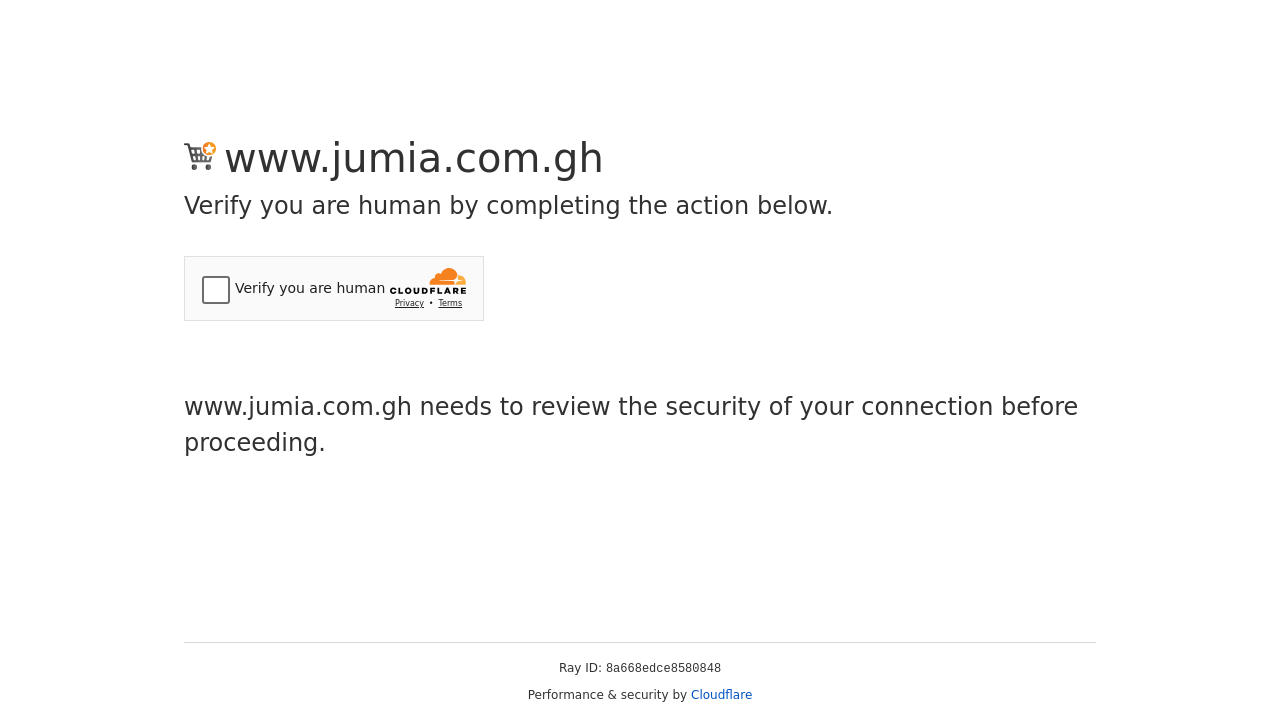 www.jumia.com.gh
Verify you are human by completing the action below.
Verify you are human
CLOUDFLARE
Privacy • Terms
www.jumia.com.gh needs to review the security of your connection before
proceeding.
Ray ID: 8a668edce8580848
Performance & security by Cloudflare